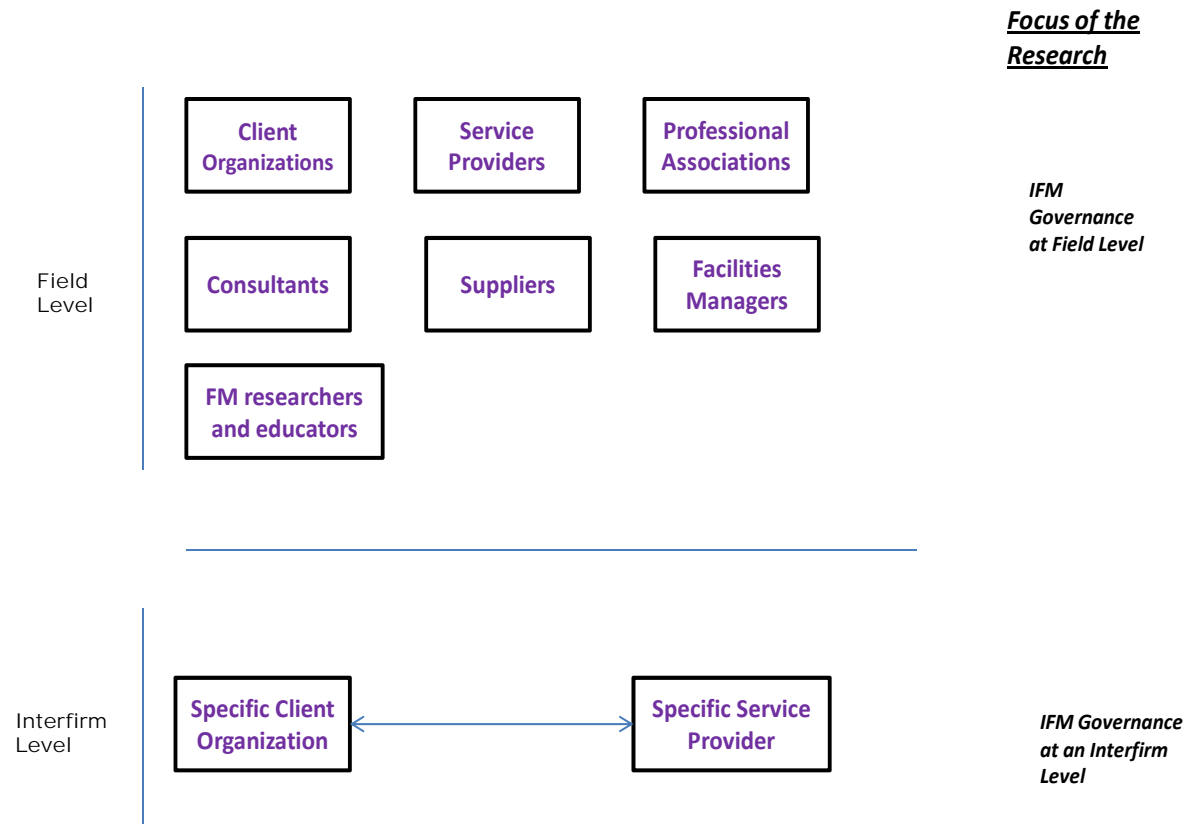 Focus of the
Research
Client
Organizations
Service
Providers
Professional
Associations
IFM
Governance
at Field Level
Field
Level
Consultants
Suppliers
Facilities
Managers
FM researchers
and educators
Interfirm
Level
Specific Client
Organization
Specific Service
Provider
IFM Governance
at an Interfirm
Level